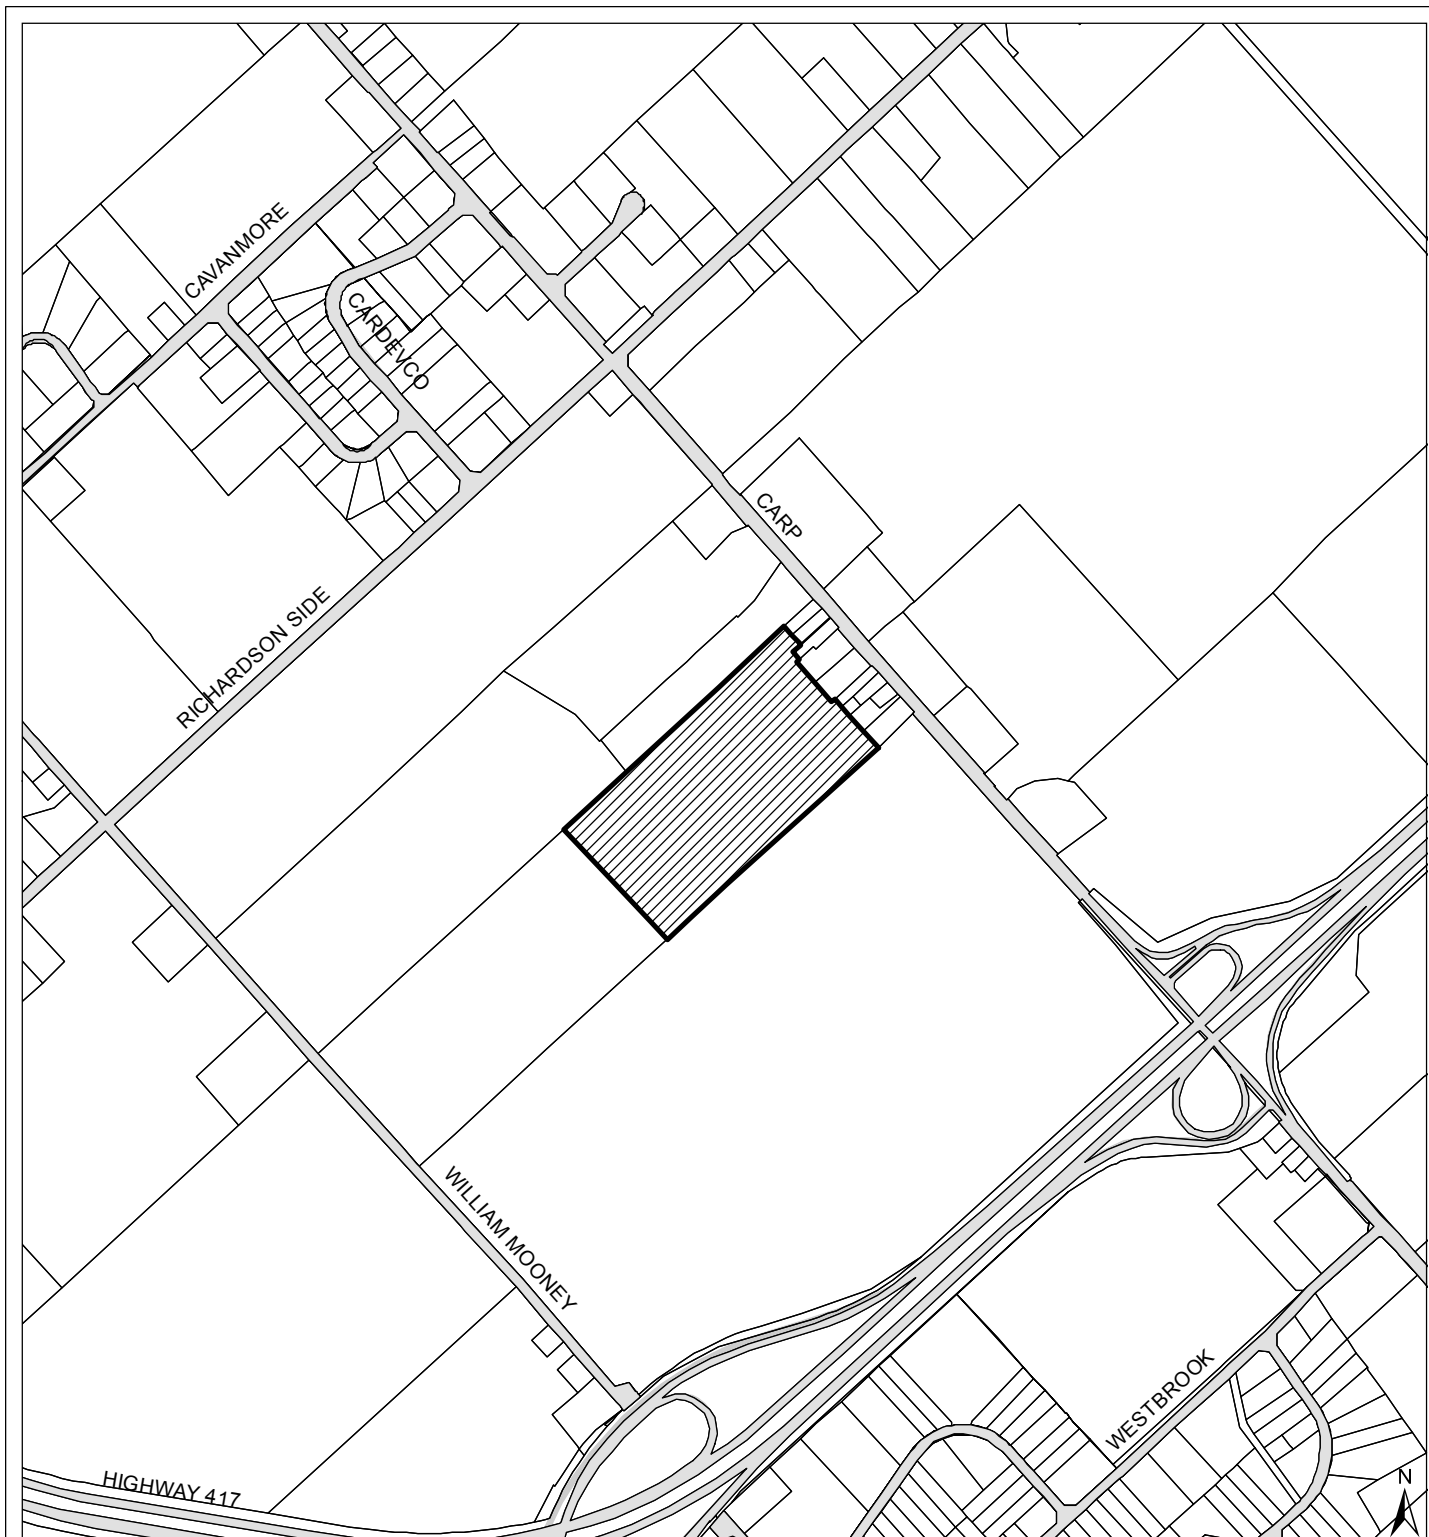 CAVANMORE
CARDEVCO
CARP
RICHARDSON SIDE
WILLIAM MOONEY
WESTBROOK
HIGHWAY 417
N